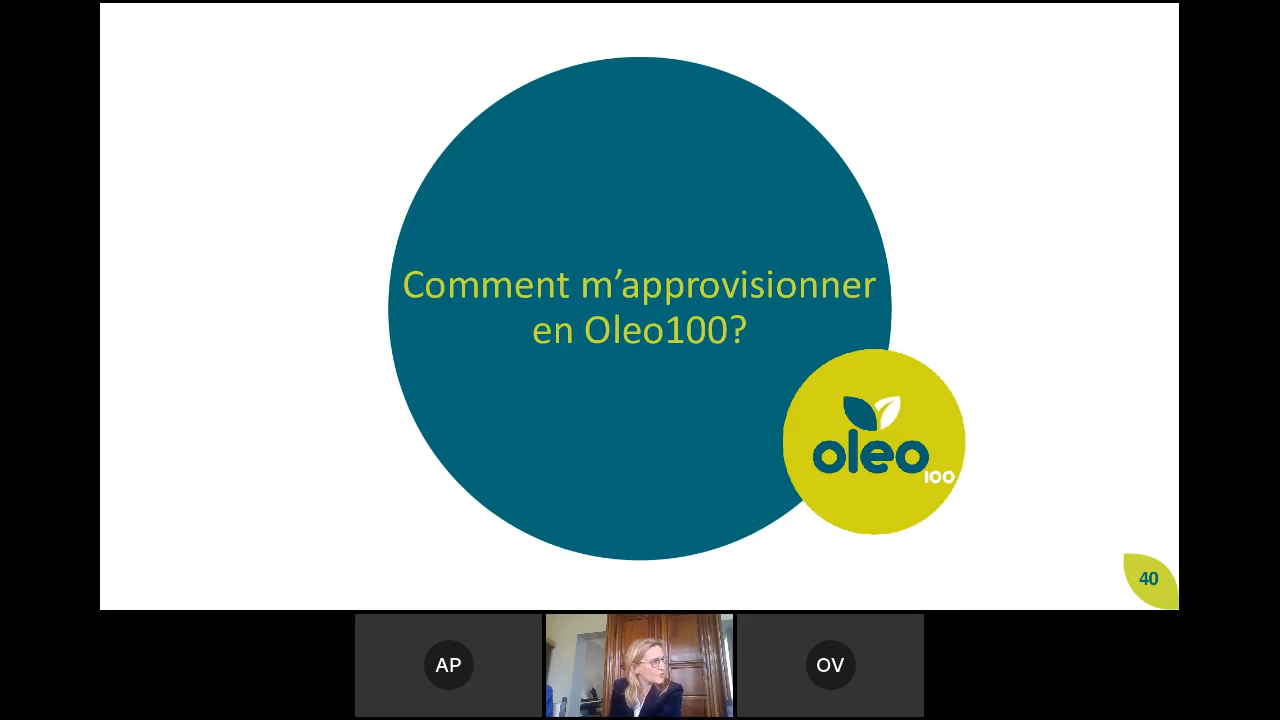 Comment m’approvisionner
en Oleo100?
oleo
100
40
AP
OV